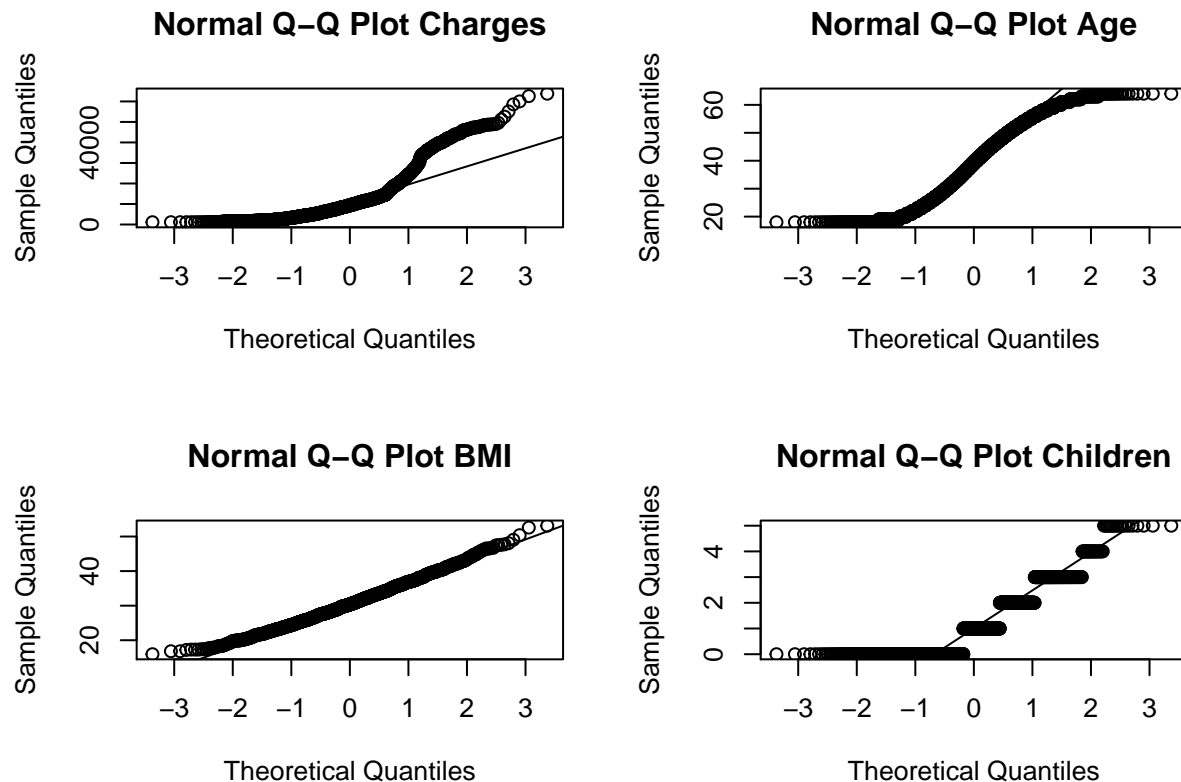 Normal Q−Q Plot Charges
Sample Quantiles
0 40000
−3 −2 −1 0 1 2 3
Theoretical Quantiles
Normal Q−Q Plot Age
Sample Quantiles
20 40 60
−3 −2 −1 0 1 2 3
Theoretical Quantiles
Normal Q−Q Plot BMI
Sample Quantiles
20 40
−3 −2 −1 0 1 2 3
Theoretical Quantiles
Normal Q−Q Plot Children
Sample Quantiles
0 2 4
−3 −2 −1 0 1 2 3
Theoretical Quantiles